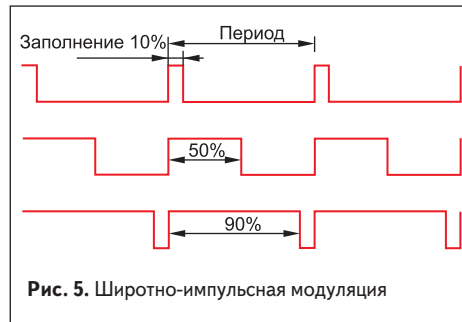 Период
Заполнение 10%
50%
90%
Рис. 5. Широтно-импульсная модуляция